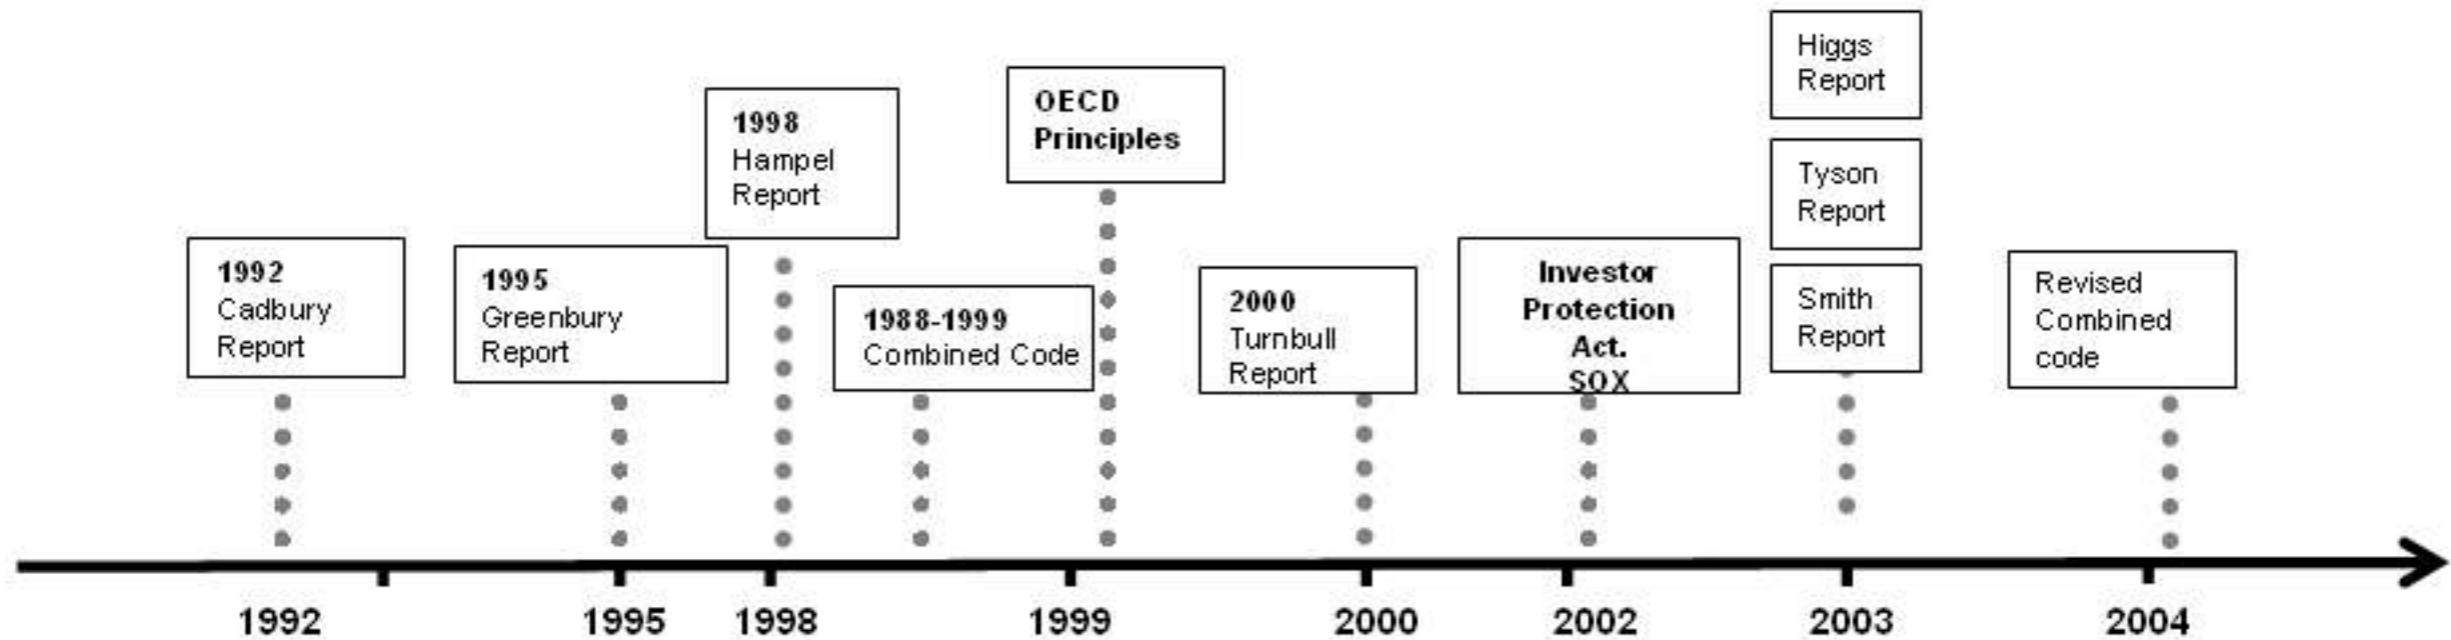 1992
Cadbury
Report
1995
Greenbury
Report
1998
Hampel
Report
1988-1999
Combined Code
OECD
Principles
2000
Turnbull
Report
Investor
Protection
Act.
SOX
Higgs
Report
Tyson
Report
Smith
Report
Revised
Combined
code
1992
1995
1998
1999
2000
2002
2003
2004